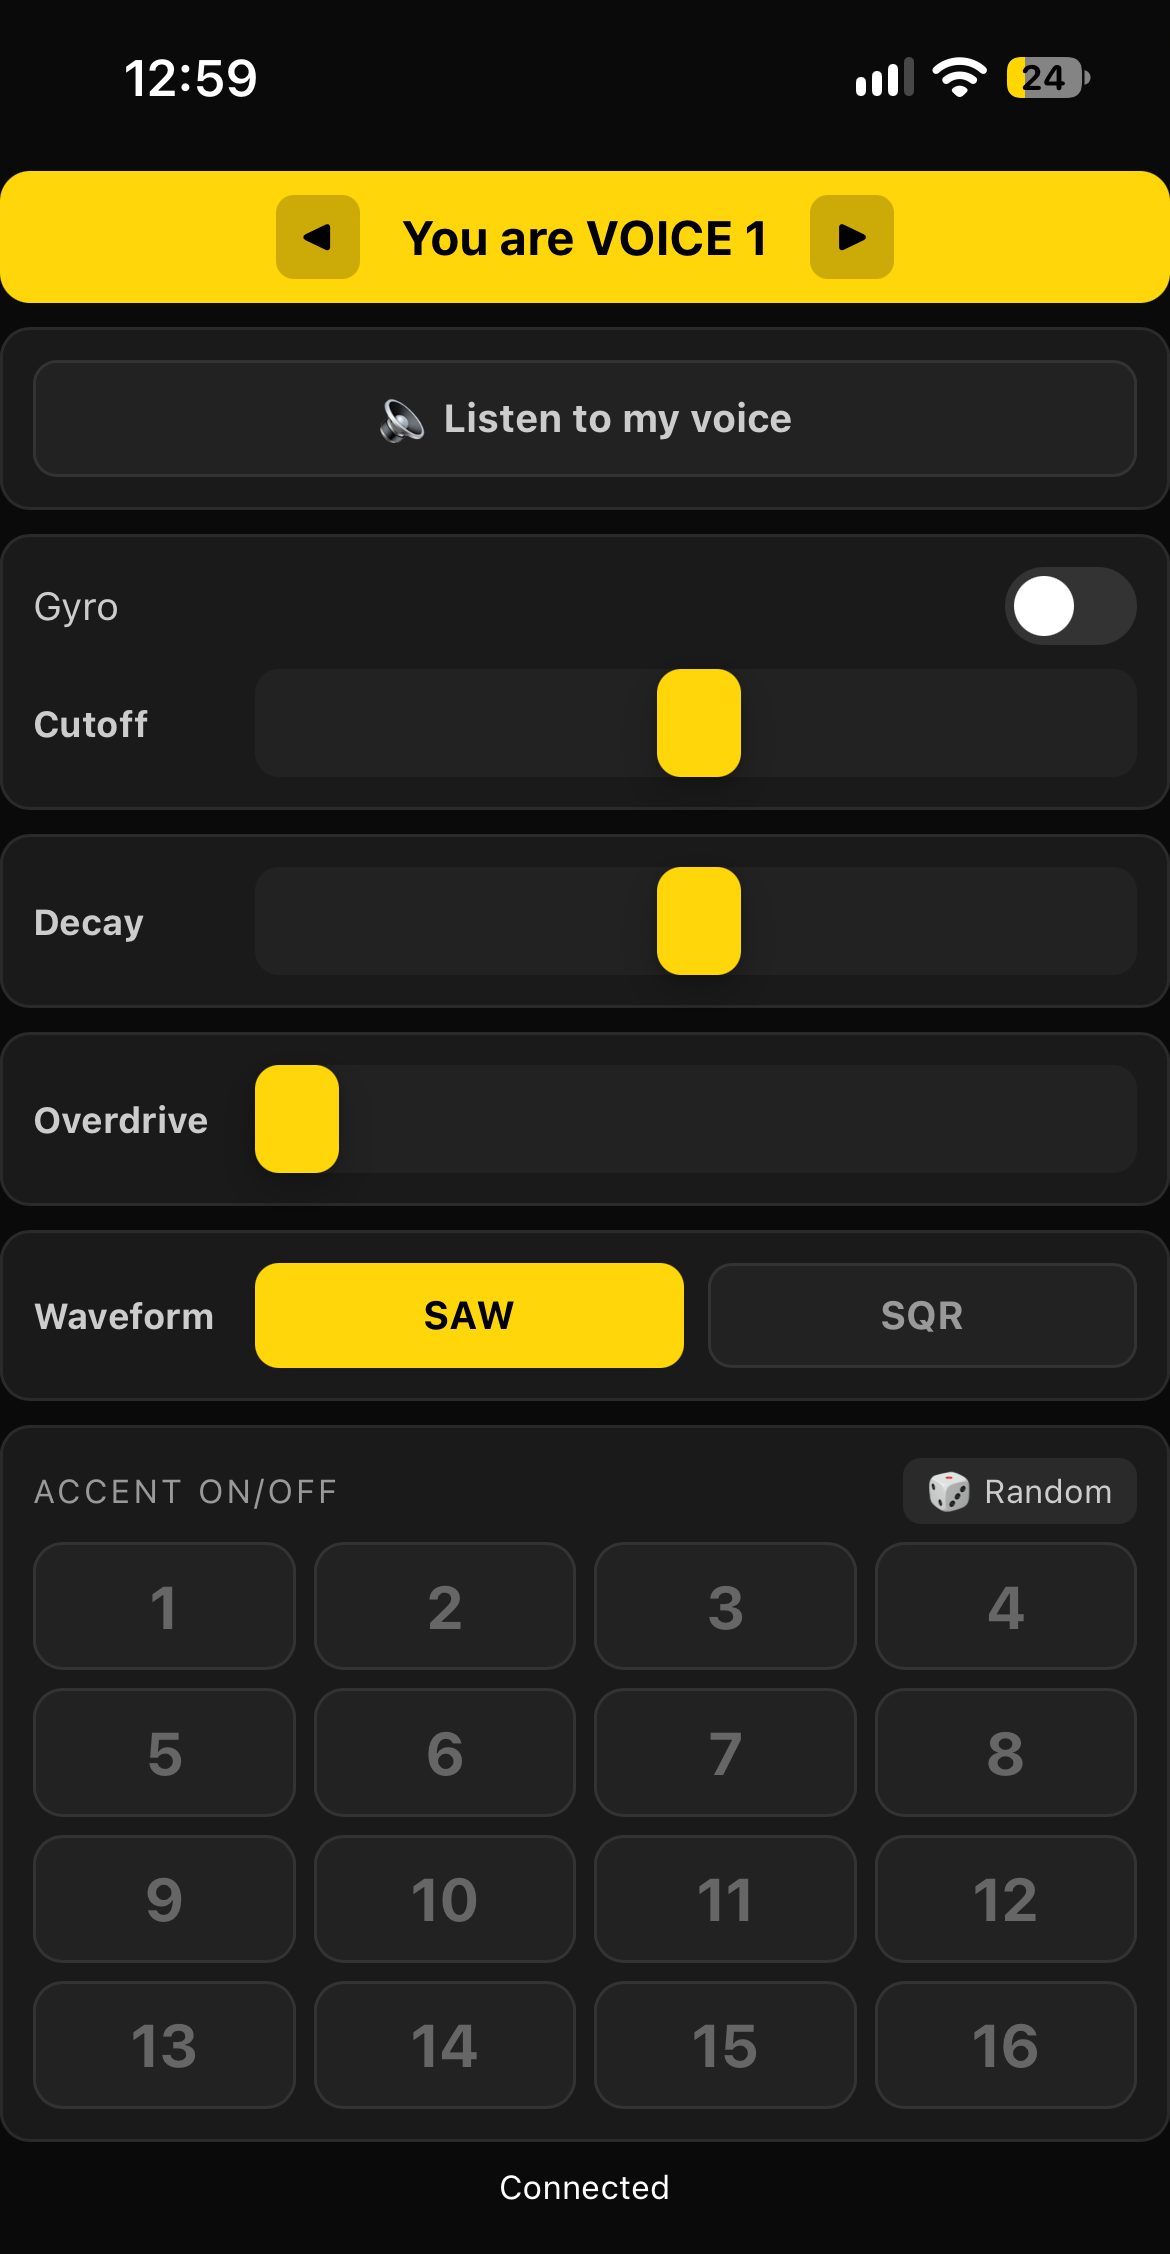 12:59 24
◀ You are VOICE 1 ▶
🔈 Listen to my voice
Gyro
Cutoff
Decay
Overdrive
Waveform SAW SQR
ACCENT ON/OFF 🎲 Random
1 2 3 4
5 6 7 8
9 10 11 12
13 14 15 16
Connected